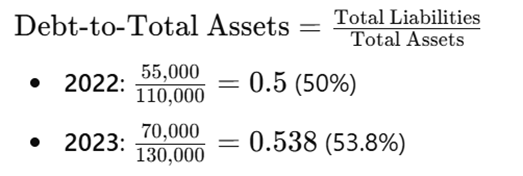 Debt-to-Total Assets = Total Liabilities / Total Assets
• 2022: 55,000 / 110,000 = 0.5 (50%)
• 2023: 70,000 / 130,000 = 0.538 (53.8%)